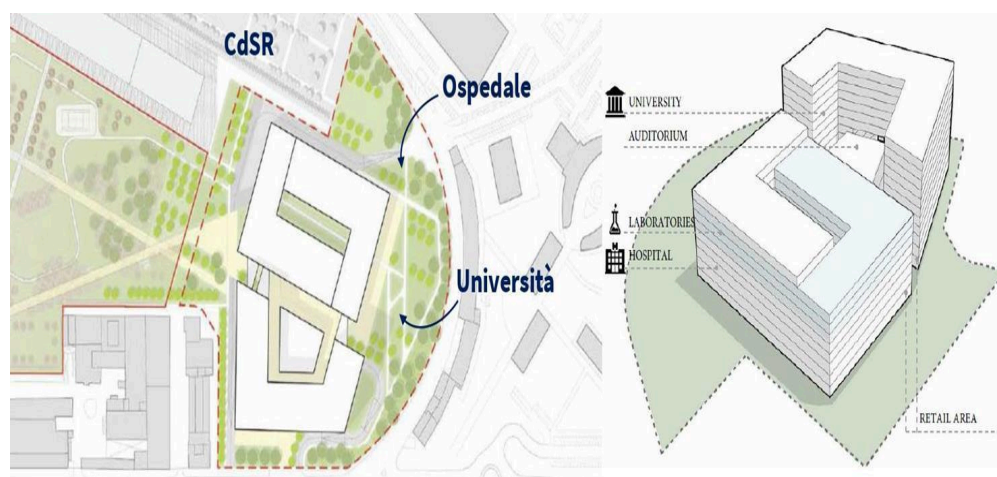 CdSR
Ospedale
Università
UNIVERSITY
AUDITORIUM
LABORATORIES
HOSPITAL
RETAIL AREA